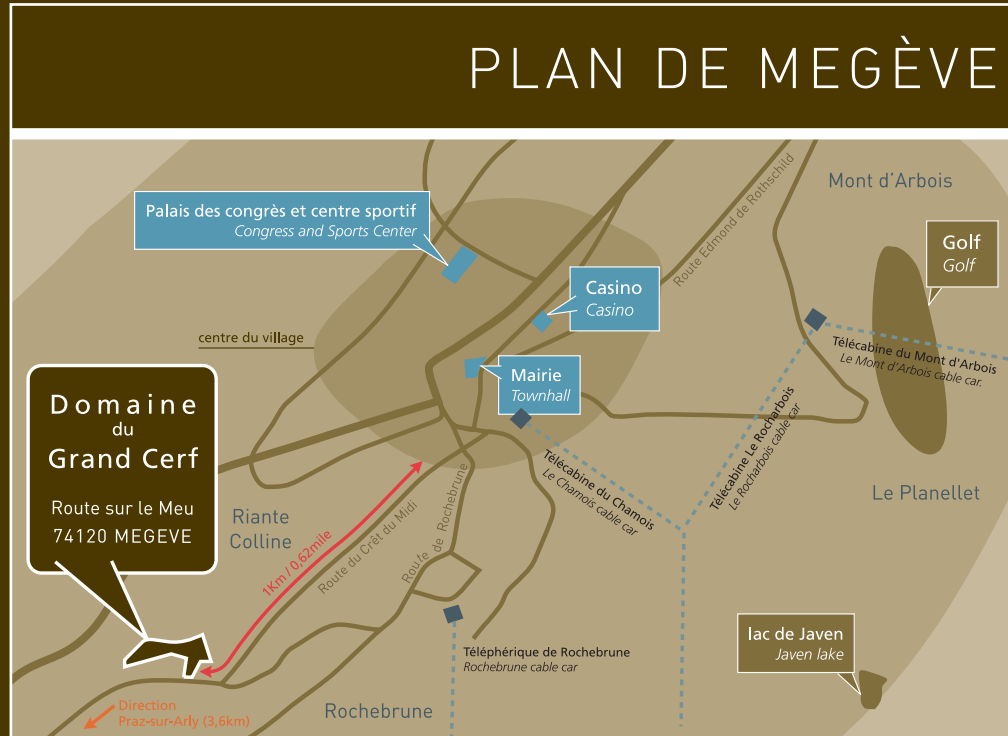 PLAN DE MEGÈVE
Mont d'Arbois
Palais des congrès et centre sportif
Congress and Sports Center
Route Edmond de Rothschild
Golf
Golf
Casino
Casino
centre du village
Télécabine du Mont d'Arbois
Le Mont d'Arbois cable car.
Mairie
Townhall
Domaine
du
Grand Cerf
Route sur le Meu
74120 MEGEVE
Télécabine Le Rocharbois
Le Rocharbois cable car
Télécabine du Chamois
Le Chamois cable car
Le Planellet
Riante
Colline
1Km / 0,62mile
Route du Crêt du Midi
Route de Rochebrune
Téléphérique de Rochebrune
Rochebrune cable car
lac de Javen
Javen lake
Direction
Praz-sur-Arly (3,6km)
Rochebrune